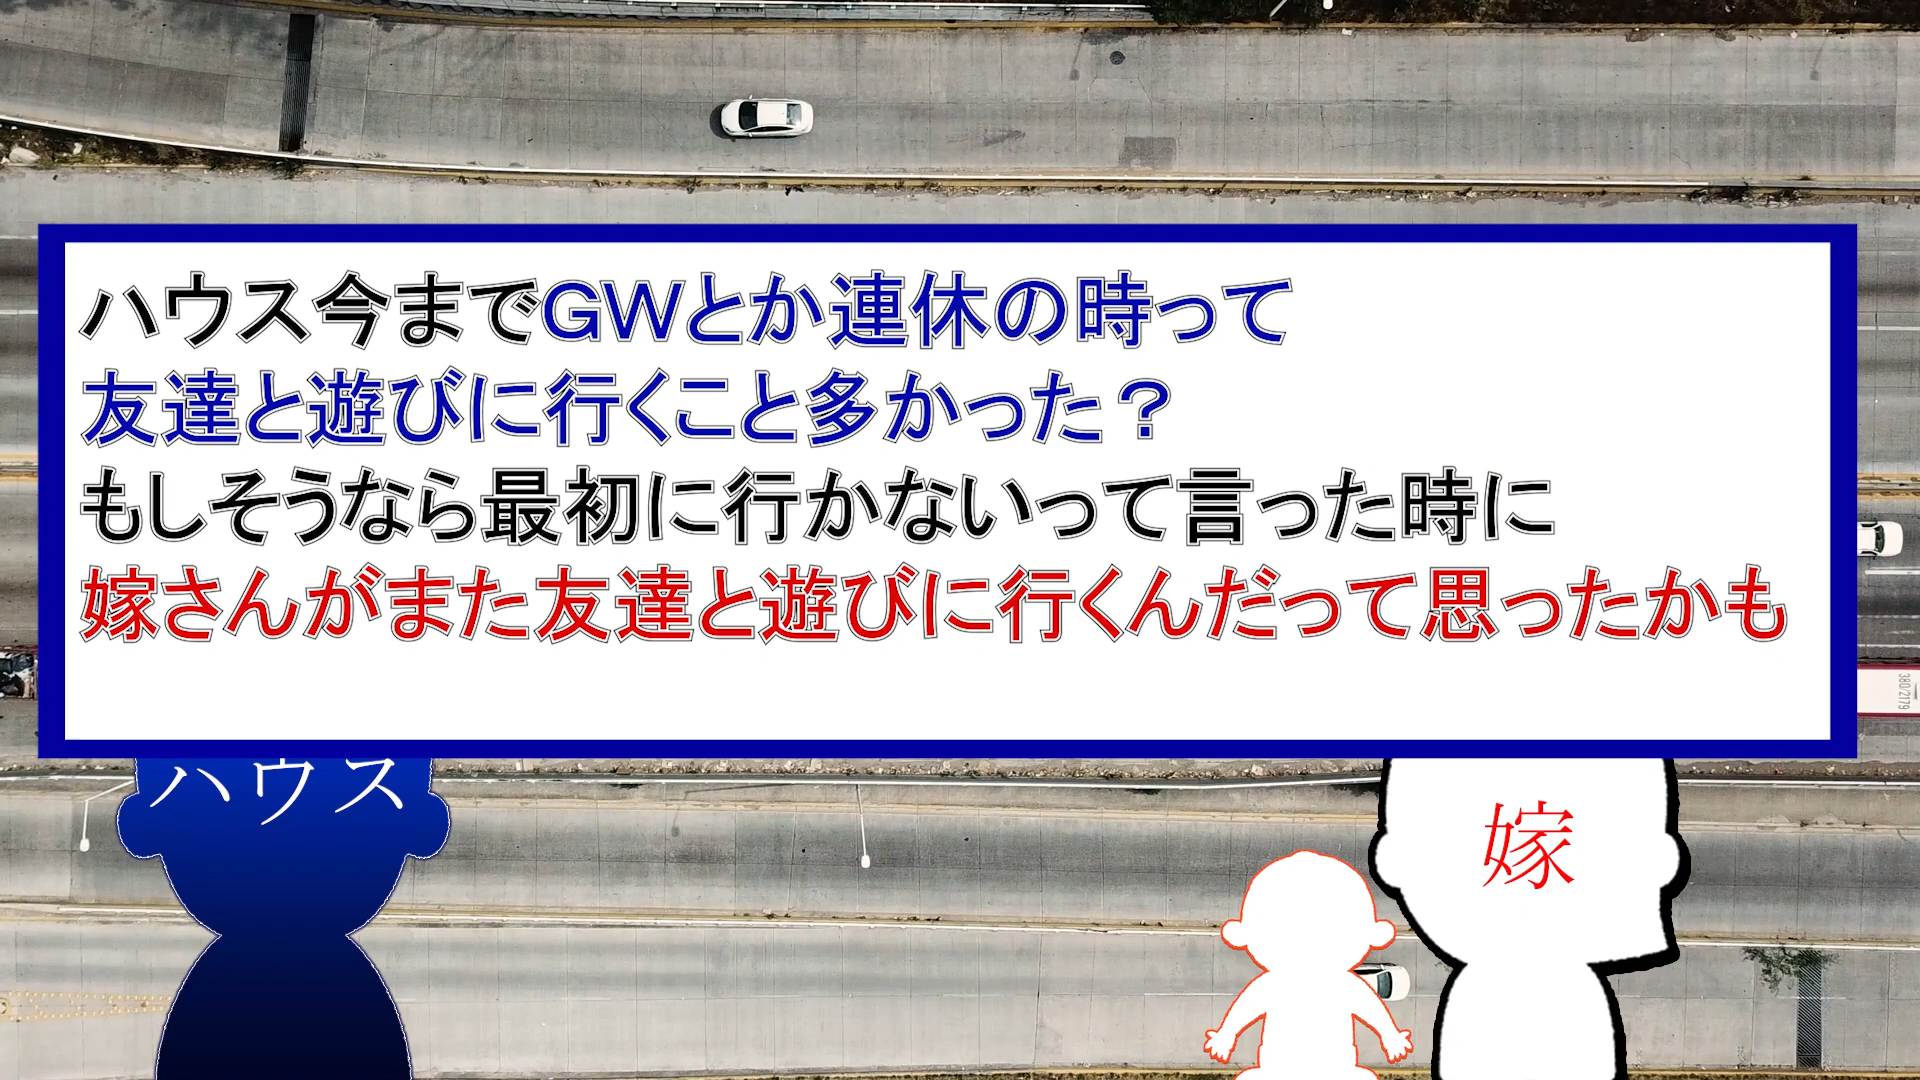 ハウス今までGWとか連休の時って
友達と遊びに行くこと多かった？
もしそうなら最初に行かないって言った時に
嫁さんがまた友達と遊びに行くんだって思ったかも
380/2179
ハウス
嫁